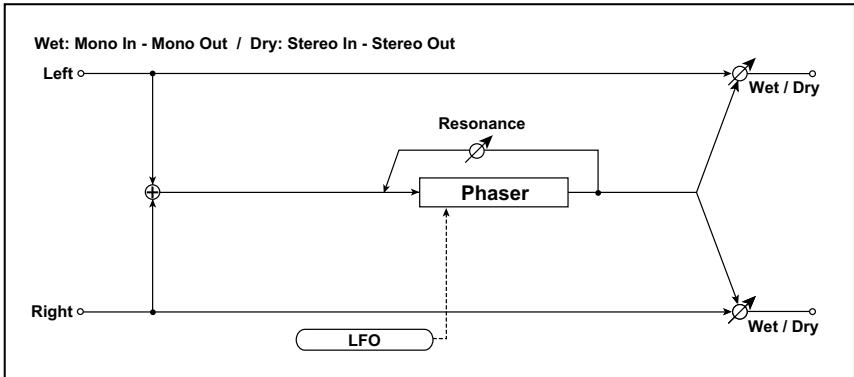 Wet: Mono In - Mono Out / Dry: Stereo In - Stereo Out
Left
Wet / Dry
Resonance
Phaser
Right
Wet / Dry
LFO